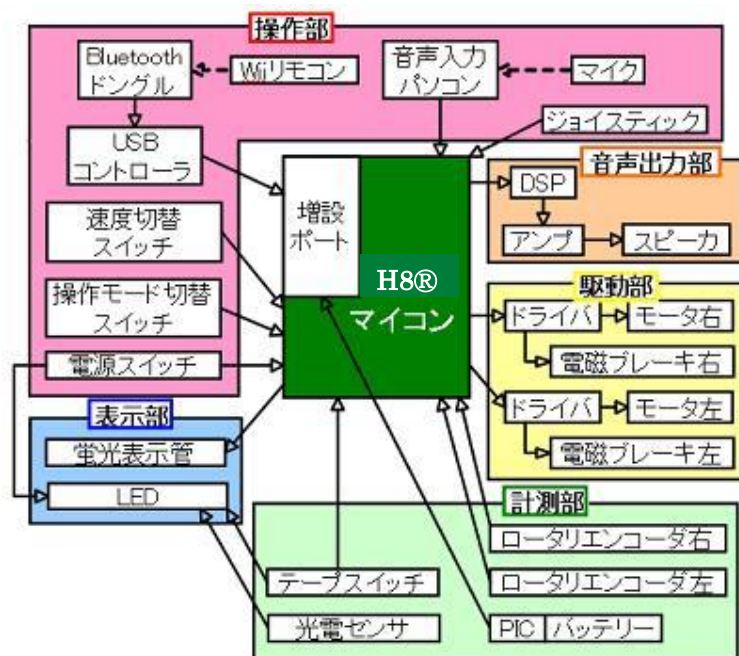 操作部
Bluetooth
ドングル
Wiiリモコン
音声入力
パソコン
マイク
ジョイスティック
USB
コントローラ
速度切替
スイッチ
操作モード切替
スイッチ
電源スイッチ
増設
ポート
H8®
マイコン
音声出力部
DSP
アンプ
スピーカ
駆動部
ドライバ
モータ右
電磁ブレーキ右
ドライバ
モータ左
電磁ブレーキ左
表示部
蛍光表示管
LED
計測部
ロータリエンコーダ右
テープスイッチ
ロータリエンコーダ左
光電センサ
PIC
バッテリー